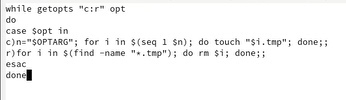 while getopts "c:r" opt
do
case $opt in
c)n="$OPTARG"; for i in $(seq 1 $n); do touch "$i.tmp"; done;;
r)for i in $(find -name "*.tmp"); do rm $i; done;;
esac
done